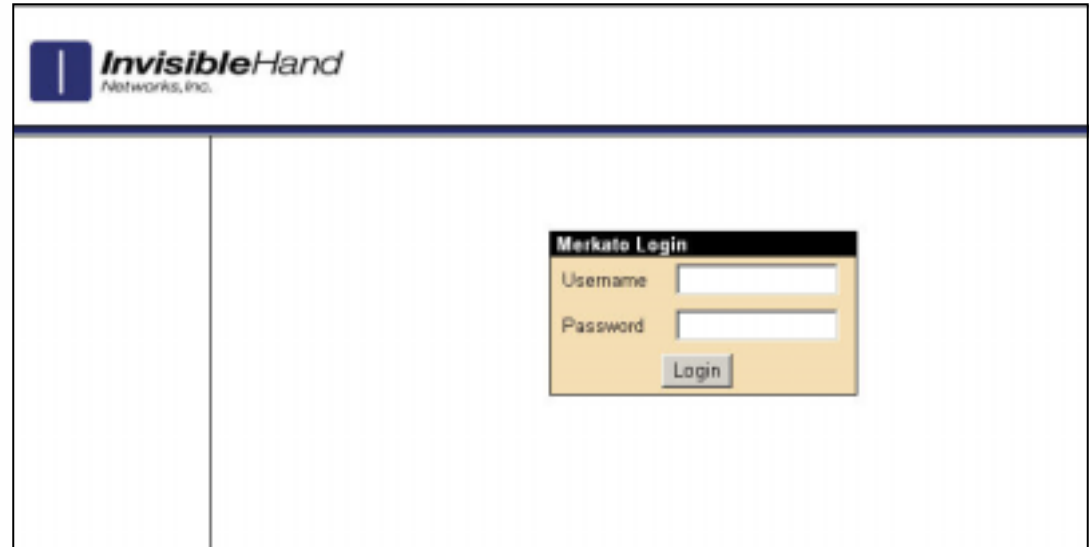 InvisibleHand
Networks, Inc.
Merkato Login
Username
Password
Login